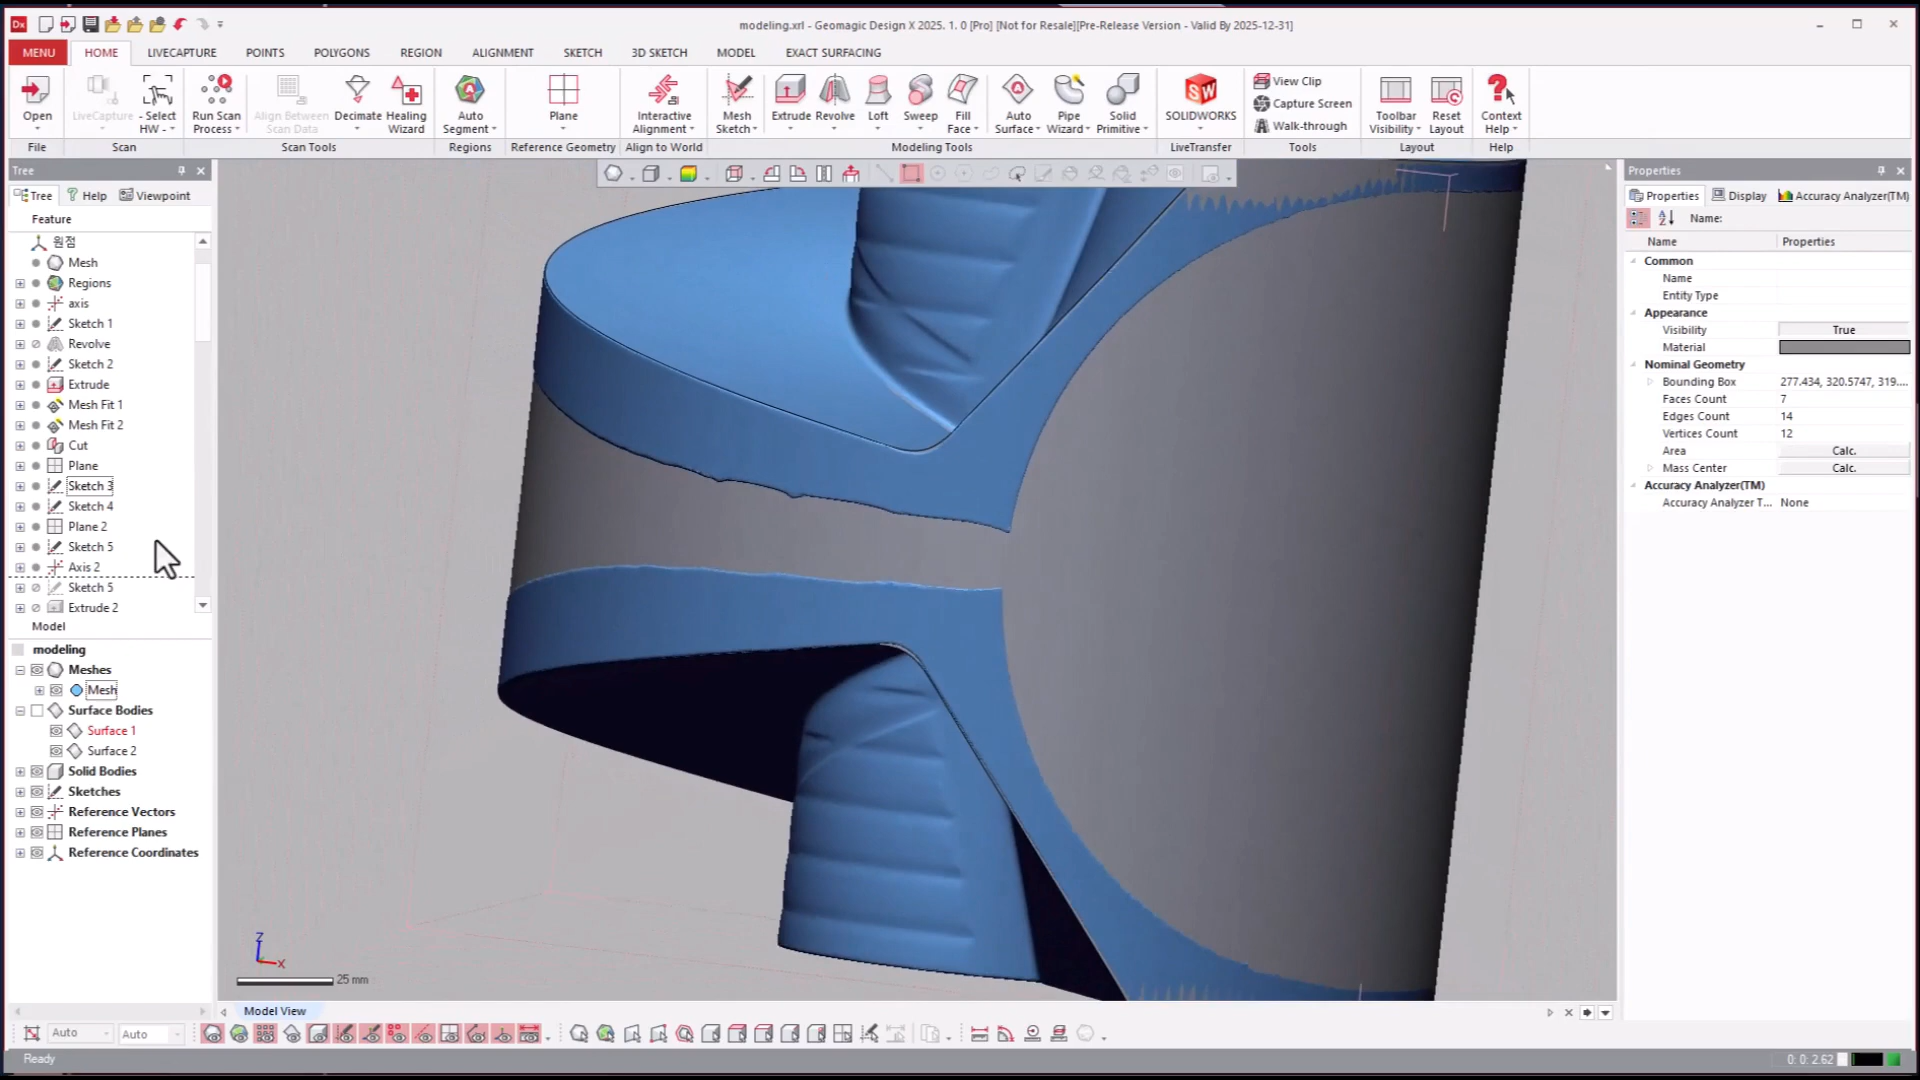 modeling.xrl - Geomagic Design X 2025. 1. 0 [Pro] [Not for Resale][Pre-Release Version - Valid By 2025-12-31]
MENU HOME LIVECAPTURE POINTS POLYGONS REGION ALIGNMENT SKETCH 3D SKETCH MODEL EXACT SURFACING
Open
LiveCapture
- Select HW -
Run Scan Process
Align Between Scan Data
Decimate
Healing Wizard
Auto Segment
Plane
Interactive Alignment
Mesh Sketch
Extrude
Revolve
Loft
Sweep
Fill Face
Auto Surface
Pipe Wizard
Solid Primitive
SOLIDWORKS
View Clip
Capture Screen
Walk-through
Toolbar Visibility
Reset Layout
Context Help
File Scan Scan Tools Regions Reference Geometry Align to World Modeling Tools LiveTransfer Tools Layout Help
Tree
Tree Help Viewpoint
Feature
원점
Mesh
Regions
axis
Sketch 1
Revolve
Sketch 2
Extrude
Mesh Fit 1
Mesh Fit 2
Cut
Plane
Sketch 3
Sketch 4
Plane 2
Sketch 5
Axis 2
Sketch 5
Extrude 2
Model
modeling
Meshes
Mesh
Surface Bodies
Surface 1
Surface 2
Solid Bodies
Sketches
Reference Vectors
Reference Planes
Reference Coordinates
Z
X
25 mm
Model View
Properties
Properties Display Accuracy Analyzer(TM)
Name:
Name Properties
Common
Name
Entity Type
Appearance
Visibility True
Material
Nominal Geometry
Bounding Box 277.434, 320.5747, 319....
Faces Count 7
Edges Count 14
Vertices Count 12
Area Calc.
Mass Center Calc.
Accuracy Analyzer(TM)
Accuracy Analyzer T... None
Auto Auto
Ready
0: 0: 2.62